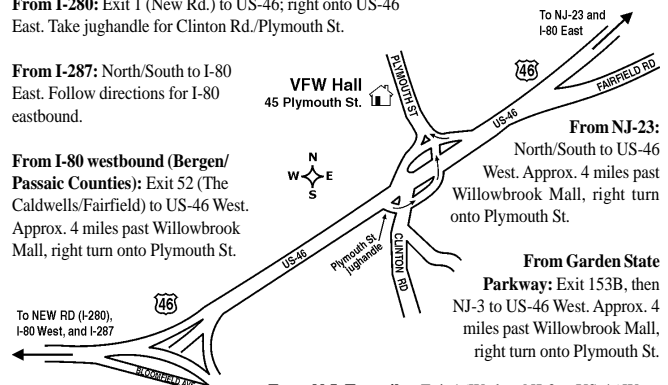 From I-280: Exit 1 (New Rd.) to US-46; right onto US-46
East. Take jughandle for Clinton Rd./Plymouth St.
From I-287: North/South to I-80
East. Follow directions for I-80
eastbound.
From I-80 westbound (Bergen/
Passaic Counties): Exit 52 (The
Caldwells/Fairfield) to US-46 West.
Approx. 4 miles past Willowbrook
Mall, right turn onto Plymouth St.
VFW Hall
45 Plymouth St.
PLYMOUTH ST
To NJ-23 and
I-80 East
46
FAIRFIELD RD
US-46
N
W E
S
From NJ-23:
North/South to US-46
West. Approx. 4 miles past
Willowbrook Mall, right turn
onto Plymouth St.
US-46
Plymouth St
jughandle
CLINTON RD
From Garden State
Parkway: Exit 153B, then
NJ-3 to US-46 West. Approx. 4
miles past Willowbrook Mall,
right turn onto Plymouth St.
46
To NEW RD (I-280),
I-80 West, and I-287
BLOOMFIELD AVE